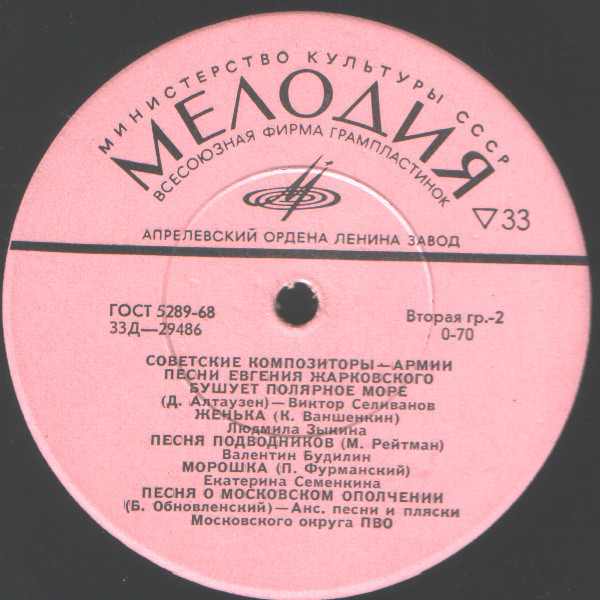 МИНИСТЕРСТВО КУЛЬТУРЫ СССР
МЕЛОДИЯ
ВСЕСОЮЗНАЯ ФИРМА ГРАМПЛАСТИНОК
АПРЕЛЕВСКИЙ ОРДЕНА ЛЕНИНА ЗАВОД
▽33
ГОСТ 5289-68
33Д—29486
Вторая гр.-2
0-70
СОВЕТСКИЕ КОМПОЗИТОРЫ—АРМИИ
ПЕСНИ ЕВГЕНИЯ ЖАРКОВСКОГО
БУШУЕТ ПОЛЯРНОЕ МОРЕ
(Д. Алтаузен)—Виктор Селиванов
ЖЕНЬКА (К. Ваншенкин)
Людмила Зыкина
ПЕСНЯ ПОДВОДНИКОВ (М. Рейтман)
Валентин Будилин
МОРОШКА (П. Фурманский)
Екатерина Семенкина
ПЕСНЯ О МОСКОВСКОМ ОПОЛЧЕНИИ
(Б. Обновленский)—Анс. песни и пляски
Московского округа ПВО